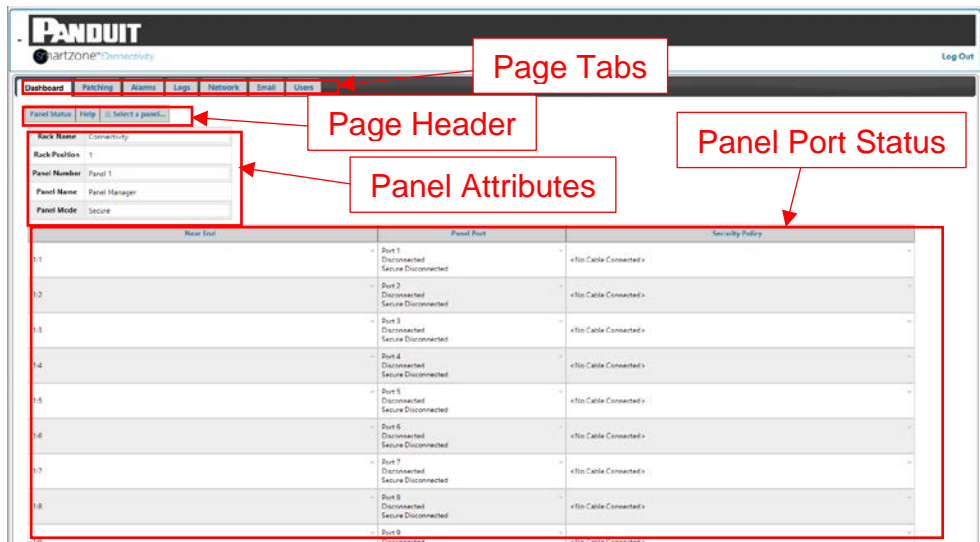 PANDUIT
Smartzone™ Connectivity
Log Out
Page Tabs
Dashboard Patching Alarms Logs Network Email Users
Panel Status Help Select a panel...
Page Header
Panel Port Status
Rack Name Connectivity
Rack Position 1
Panel Number Panel 1
Panel Name Panel Manager
Panel Mode Secure
Panel Attributes
Near End Panel Port Security Policy
1:1 Port 1
Disconnected <No Cable Connected>
Secure Disconnected
1:2 Port 2
Disconnected <No Cable Connected>
Secure Disconnected
1:3 Port 3
Disconnected <No Cable Connected>
Secure Disconnected
1:4 Port 4
Disconnected <No Cable Connected>
Secure Disconnected
1:5 Port 5
Disconnected <No Cable Connected>
Secure Disconnected
1:6 Port 6
Disconnected <No Cable Connected>
Secure Disconnected
1:7 Port 7
Disconnected <No Cable Connected>
Secure Disconnected
1:8 Port 8
Disconnected <No Cable Connected>
Secure Disconnected
Port 9